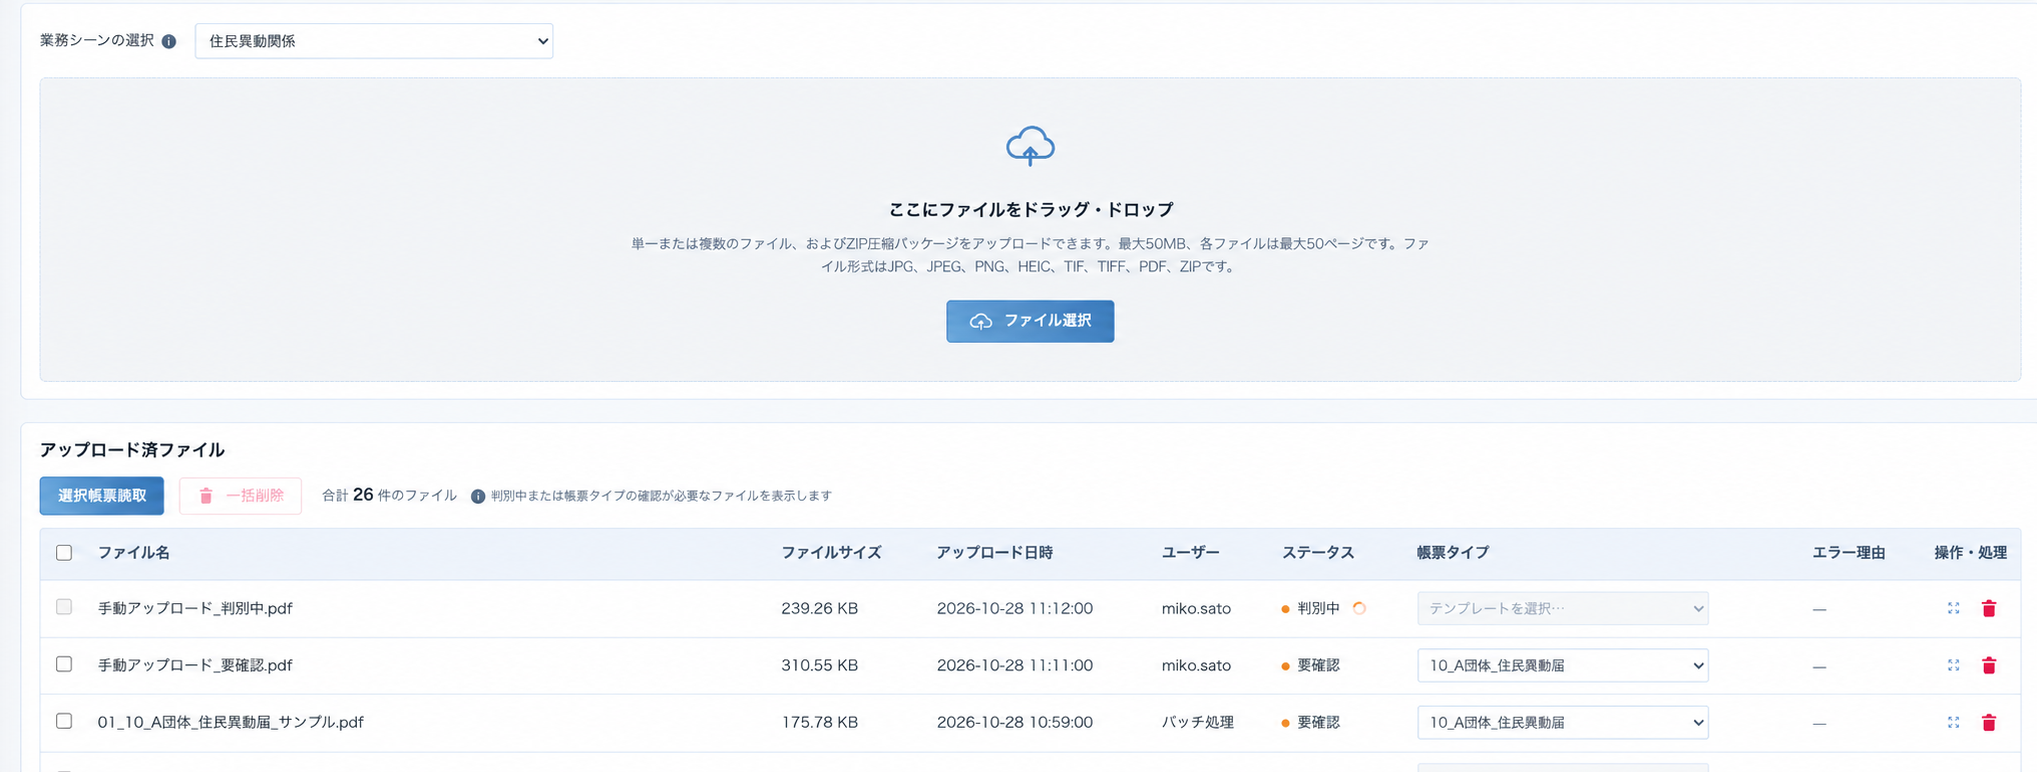 業務シーンの選択
住民異動関係
ここにファイルをドラッグ・ドロップ
単一または複数のファイル、およびZIP圧縮パッケージをアップロードできます。最大50MB、各ファイルは最大50ページです。ファ
イル形式はJPG、JPEG、PNG、HEIC、TIF、TIFF、PDF、ZIPです。
ファイル選択
アップロード済ファイル
選択帳票読取 一括削除 合計 26 件のファイル 判別中または帳票タイプの確認が必要なファイルを表示します
ファイル名 ファイルサイズ アップロード日時 ユーザー ステータス 帳票タイプ エラー理由 操作・処理
手動アップロード_判別中.pdf 239.26 KB 2026-10-28 11:12:00 miko.sato 判別中 テンプレートを選択… —
手動アップロード_要確認.pdf 310.55 KB 2026-10-28 11:11:00 miko.sato 要確認 10_A団体_住民異動届 —
01_10_A団体_住民異動届_サンプル.pdf 175.78 KB 2026-10-28 10:59:00 バッチ処理 要確認 10_A団体_住民異動届 —